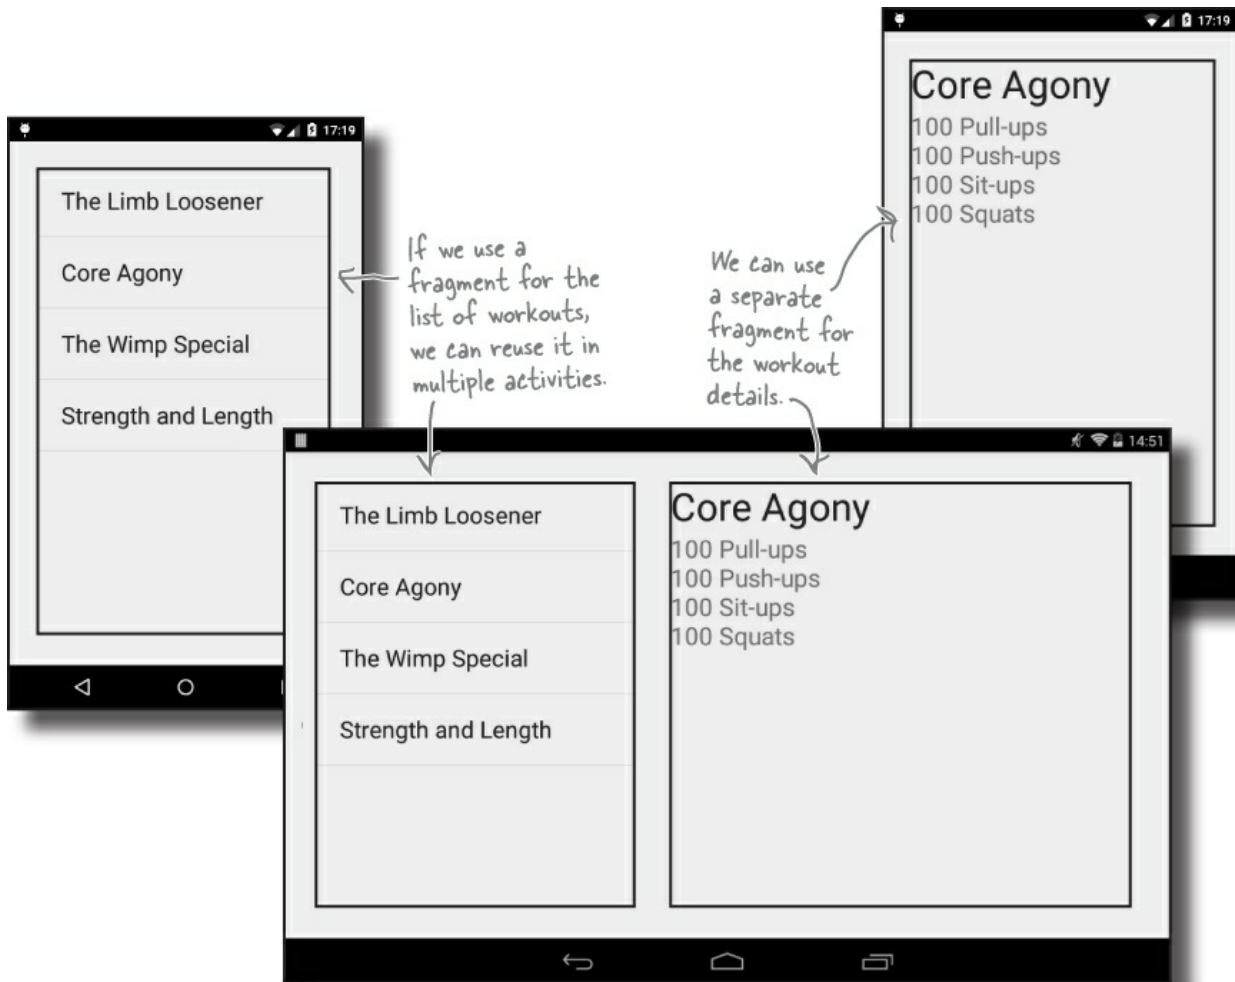 17:19
The Limb Loosener
Core Agony
The Wimp Special
Strength and Length
If we use a
fragment for the
list of workouts,
we can reuse it in
multiple activities.
We can use
a separate
fragment for
the workout
details.
17:19
Core Agony
100 Pull-ups
100 Push-ups
100 Sit-ups
100 Squats
14:51
The Limb Loosener
Core Agony
The Wimp Special
Strength and Length
Core Agony
100 Pull-ups
100 Push-ups
100 Sit-ups
100 Squats